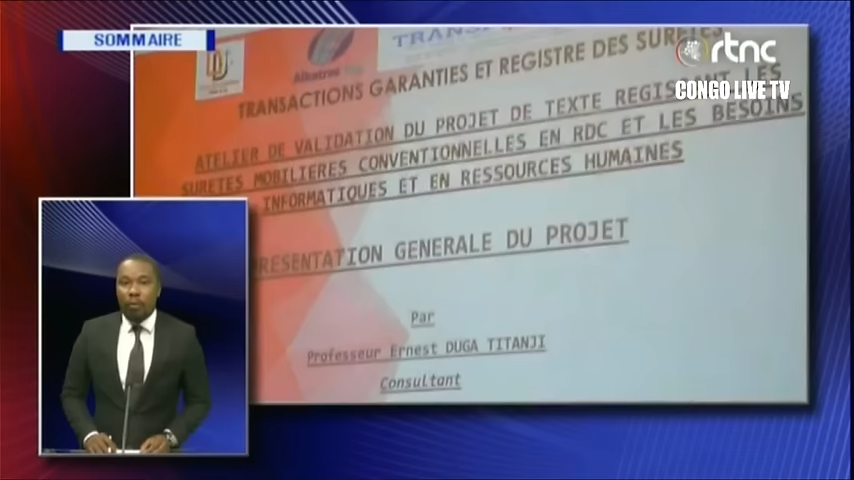 SOMMAIRE
rtnc
CONGO LIVE TV
TRANSACTIONS GARANTIES ET REGISTRE DES SURETES
ATELIER DE VALIDATION DU PROJET DE TEXTE REGISSANT LES
SURETES MOBILIERES CONVENTIONNELLES EN RDC ET LES BESOINS
INFORMATIQUES ET EN RESSOURCES HUMAINES
PRESENTATION GENERALE DU PROJET
Par
Professeur Ernest DUGA TITANJI
Consultant